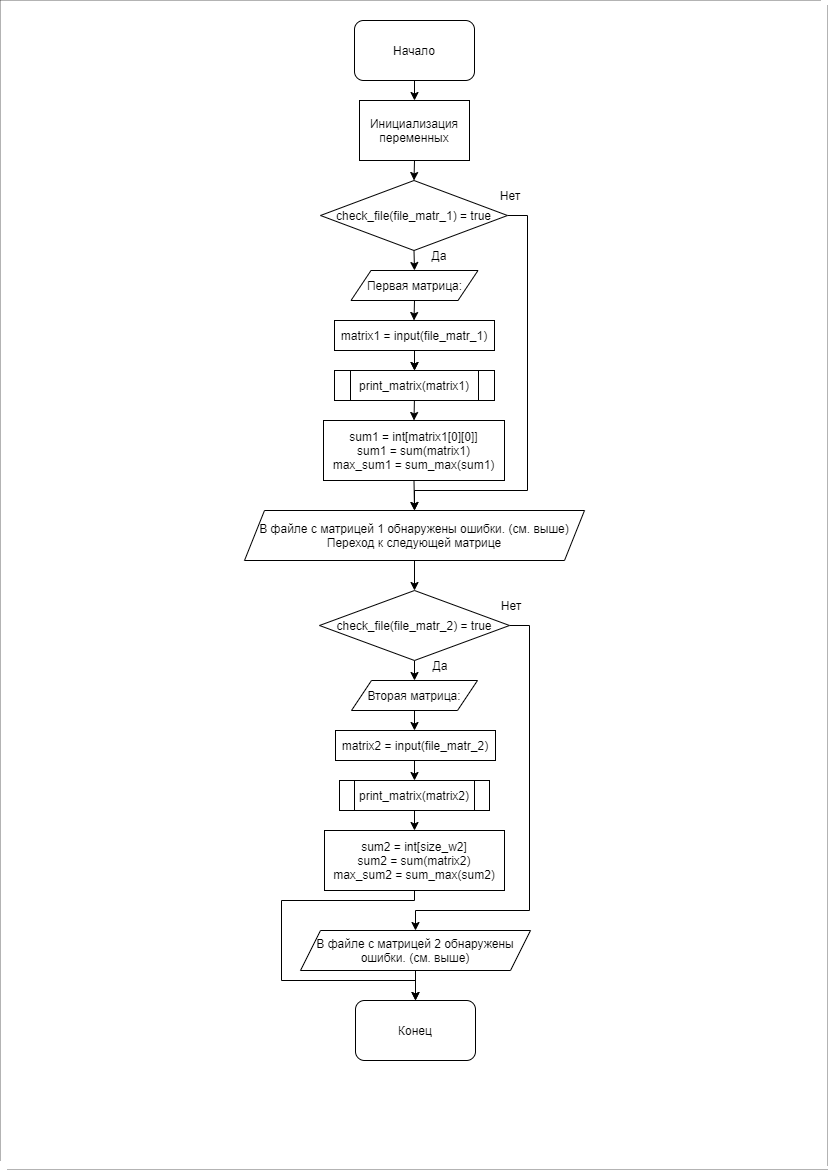 Начало
Инициализация
переменных
Нет
check_file(file_matr_1) = true
Да
Первая матрица:
matrix1 = input(file_matr_1)
print_matrix(matrix1)
sum1 = int[matrix1[0][0]]
sum1 = sum(matrix1)
max_sum1 = sum_max(sum1)
В файле с матрицей 1 обнаружены ошибки. (см. выше)
Переход к следующей матрице
Нет
check_file(file_matr_2) = true
Да
Вторая матрица:
matrix2 = input(file_matr_2)
print_matrix(matrix2)
sum2 = int[size_w2]
sum2 = sum(matrix2)
max_sum2 = sum_max(sum2)
В файле с матрицей 2 обнаружены
ошибки. (см. выше)
Конец